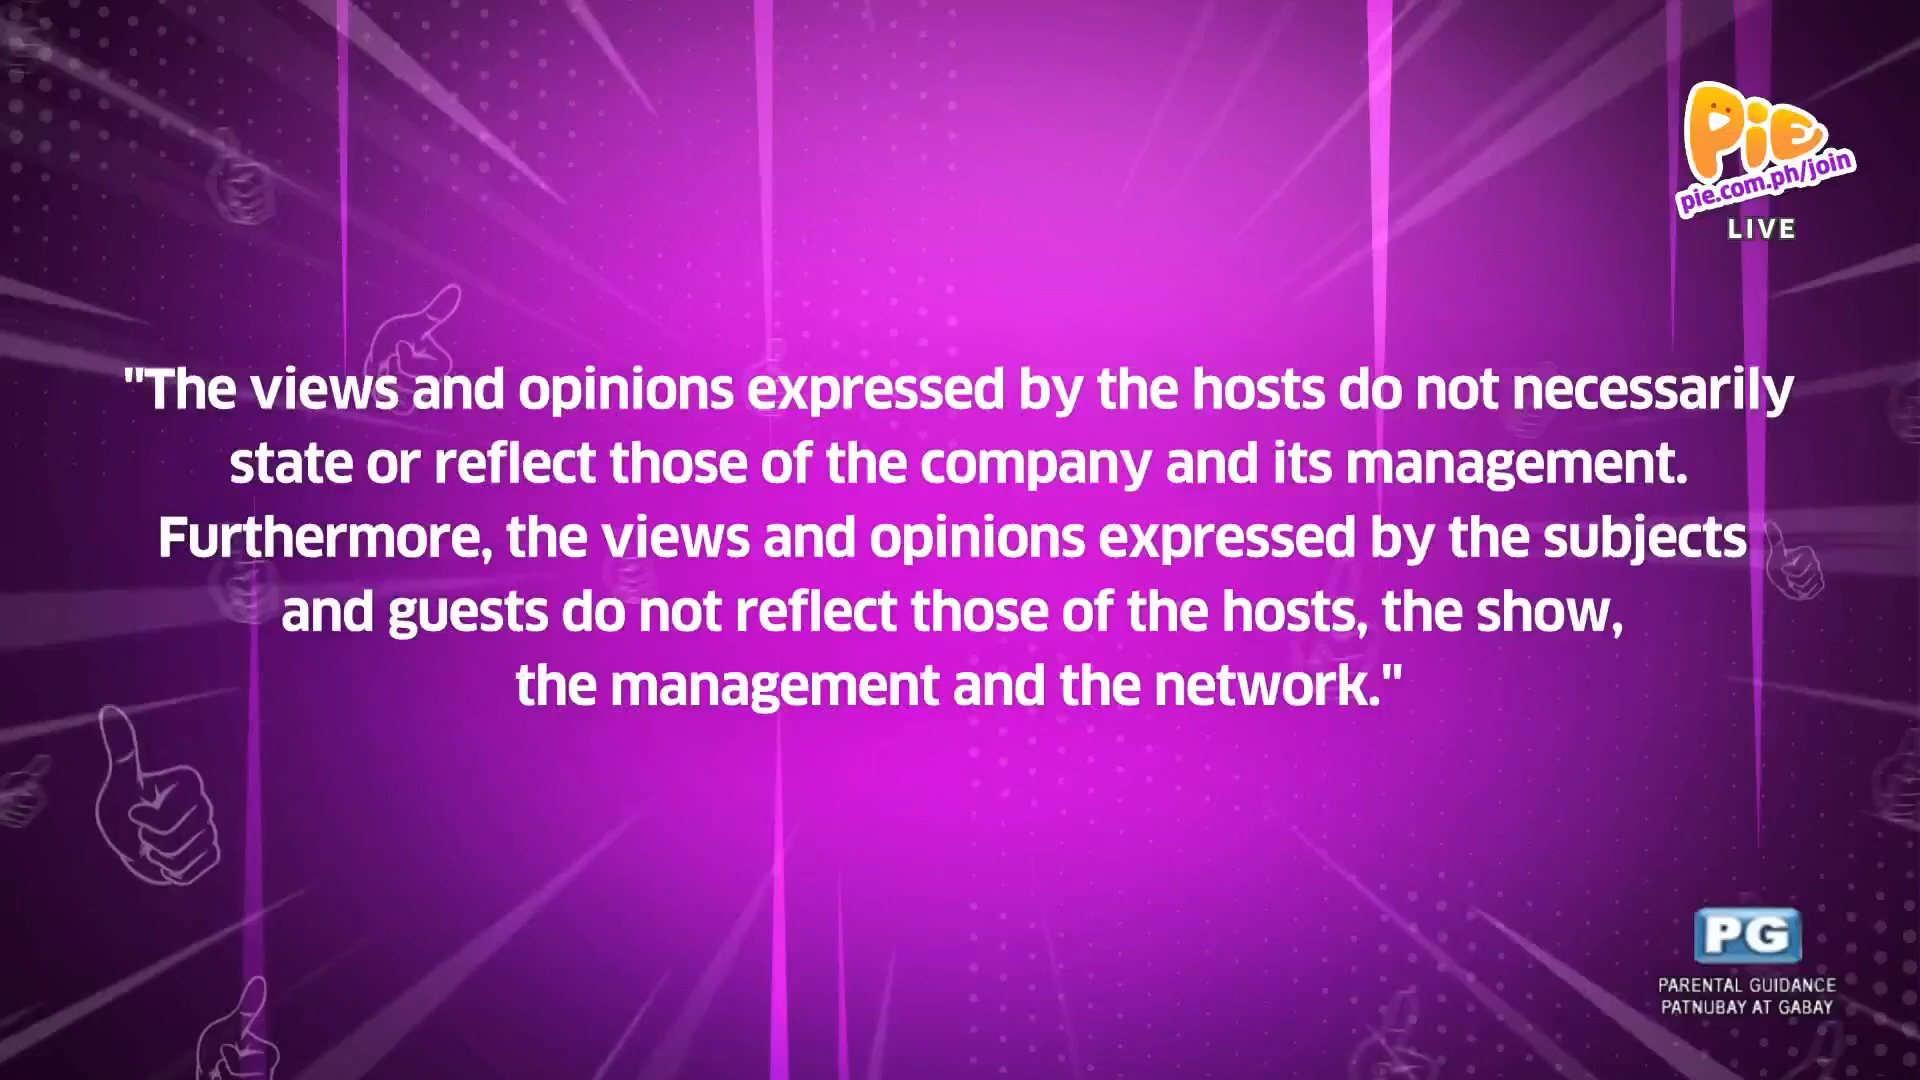 PiE
pie.com.ph/join
LIVE
"The views and opinions expressed by the hosts do not necessarily
state or reflect those of the company and its management.
Furthermore, the views and opinions expressed by the subjects
and guests do not reflect those of the hosts, the show,
the management and the network."
PG
PARENTAL GUIDANCE
PATNUBAY AT GABAY